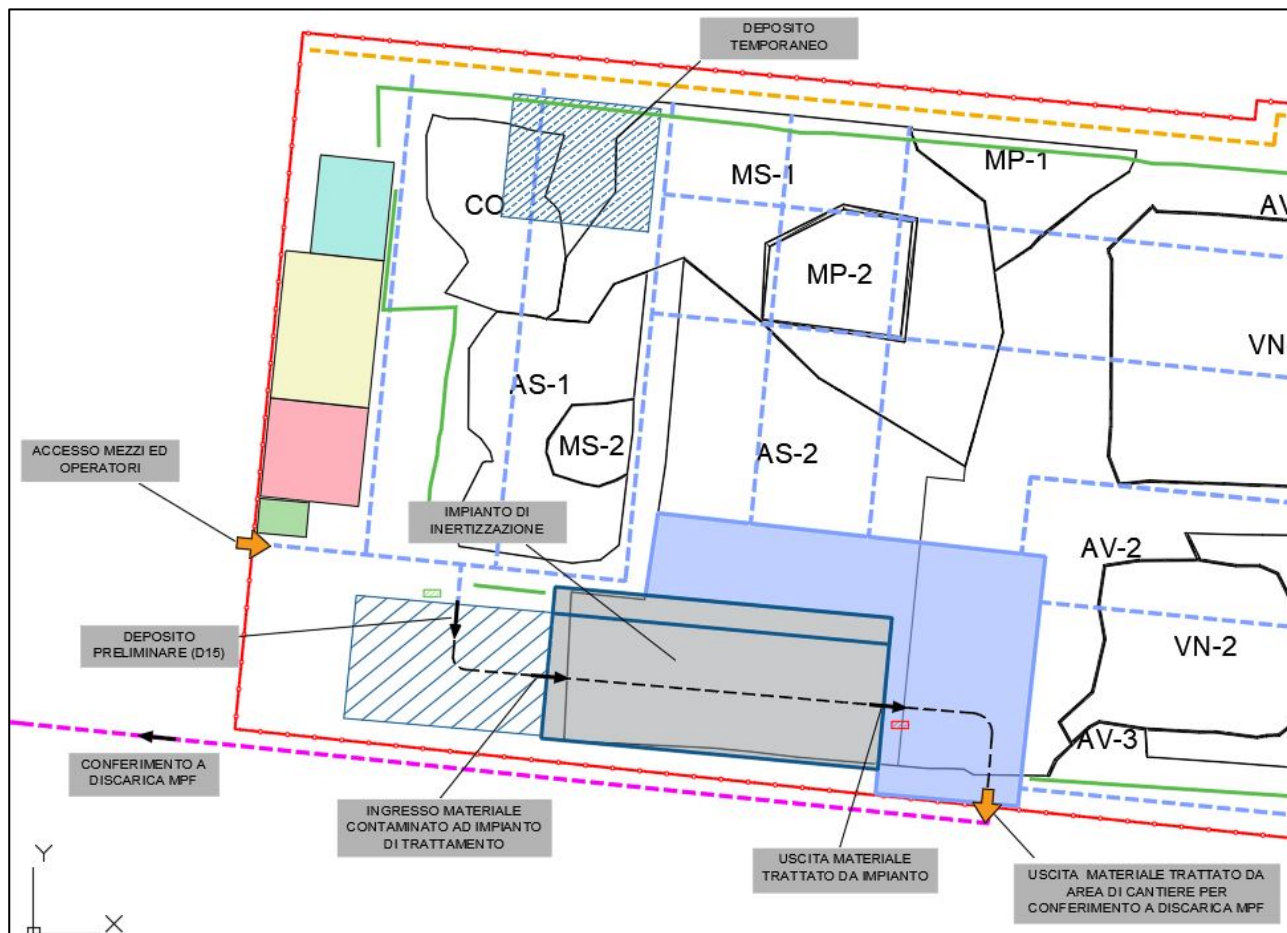 DEPOSITO
TEMPORANEO
MS-1
MP-1
AV
CO
MP-2
VN
AS-1
MS-2
AS-2
ACCESSO MEZZI ED
OPERATORI
IMPIANTO DI
INERTIZZAZIONE
AV-2
VN-2
DEPOSITO
PRELIMINARE (D15)
AV-3
CONFERIMENTO A
DISCARICA MPF
INGRESSO MATERIALE
CONTAMINATO AD IMPIANTO
DI TRATTAMENTO
USCITA MATERIALE
TRATTATO DA IMPIANTO
USCITA MATERIALE TRATTATO DA
AREA DI CANTIERE PER
CONFERIMENTO A DISCARICA MPF
Y
X